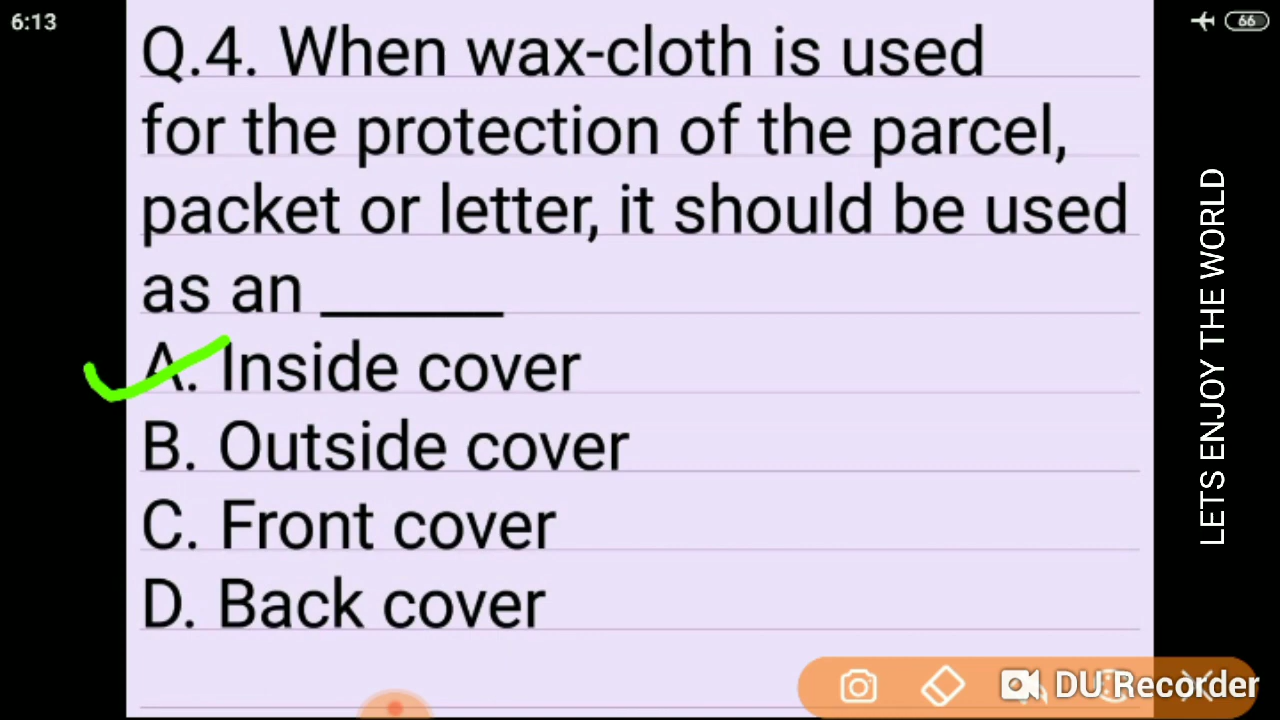 6:13
66
Q.4. When wax-cloth is used
for the protection of the parcel,
packet or letter, it should be used
as an ______
A. Inside cover
B. Outside cover
C. Front cover
D. Back cover
LETS ENJOY THE WORLD
DU Recorder